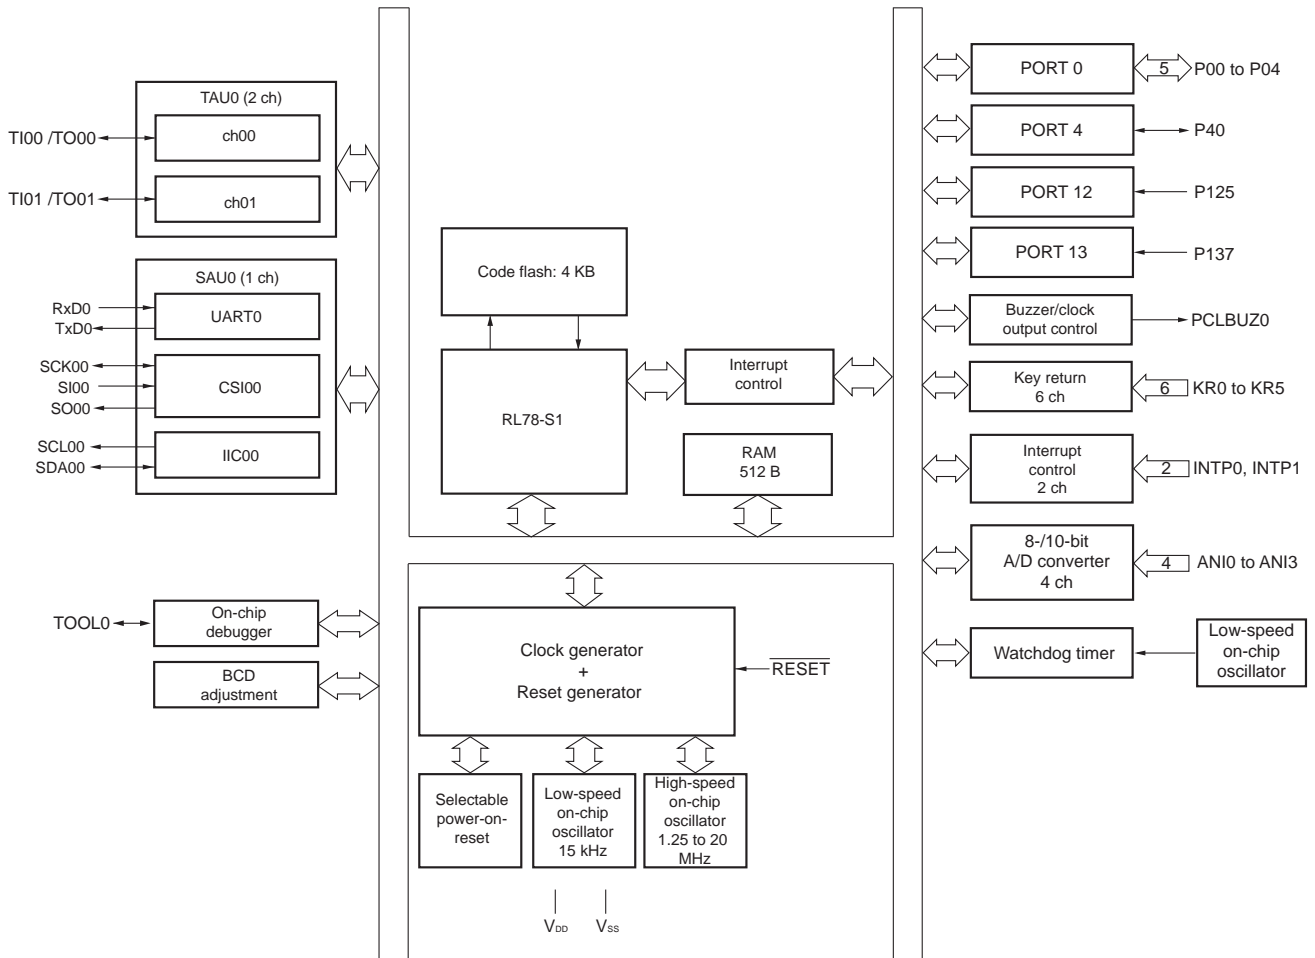 TAU0 (2 ch)
TI00 /TO00
ch00
TI01 /TO01
ch01
SAU0 (1 ch)
RxD0
TxD0
UART0
SCK00
SI00
SO00
CSI00
SCL00
SDA00
IIC00
TOOL0
On-chip
debugger
BCD
adjustment
Code flash: 4 KB
RL78-S1
Interrupt
control
RAM
512 B
Clock generator
+
Reset generator
RESET
Selectable
power-on-
reset
Low-speed
on-chip
oscillator
15 kHz
High-speed
on-chip
oscillator
1.25 to 20
MHz
VDD
VSS
PORT 0
5
P00 to P04
PORT 4
P40
PORT 12
P125
PORT 13
P137
Buzzer/clock
output control
PCLBUZ0
Key return
6 ch
6
KR0 to KR5
Interrupt
control
2 ch
2
INTP0, INTP1
8-/10-bit
A/D converter
4 ch
4
ANI0 to ANI3
Watchdog timer
Low-speed
on-chip
oscillator